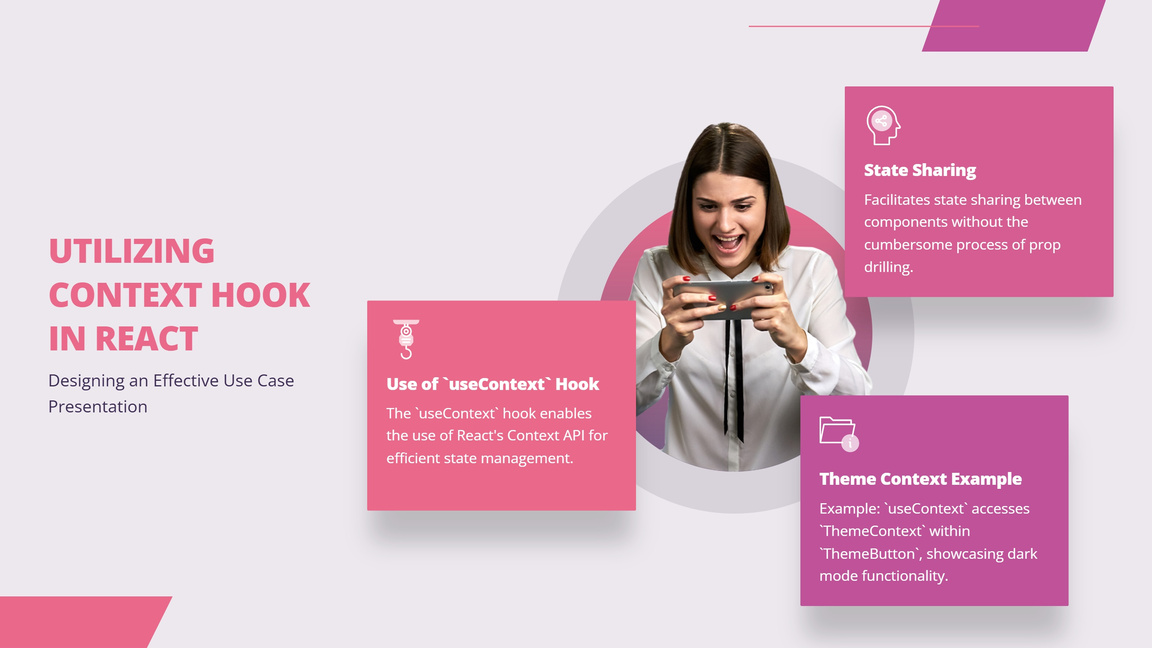 UTILIZING
CONTEXT HOOK
IN REACT
Designing an Effective Use Case
Presentation
Use of `useContext` Hook
The `useContext` hook enables
the use of React's Context API for
efficient state management.
State Sharing
Facilitates state sharing between
components without the
cumbersome process of prop
drilling.
Theme Context Example
Example: `useContext` accesses
`ThemeContext` within
`ThemeButton`, showcasing dark
mode functionality.